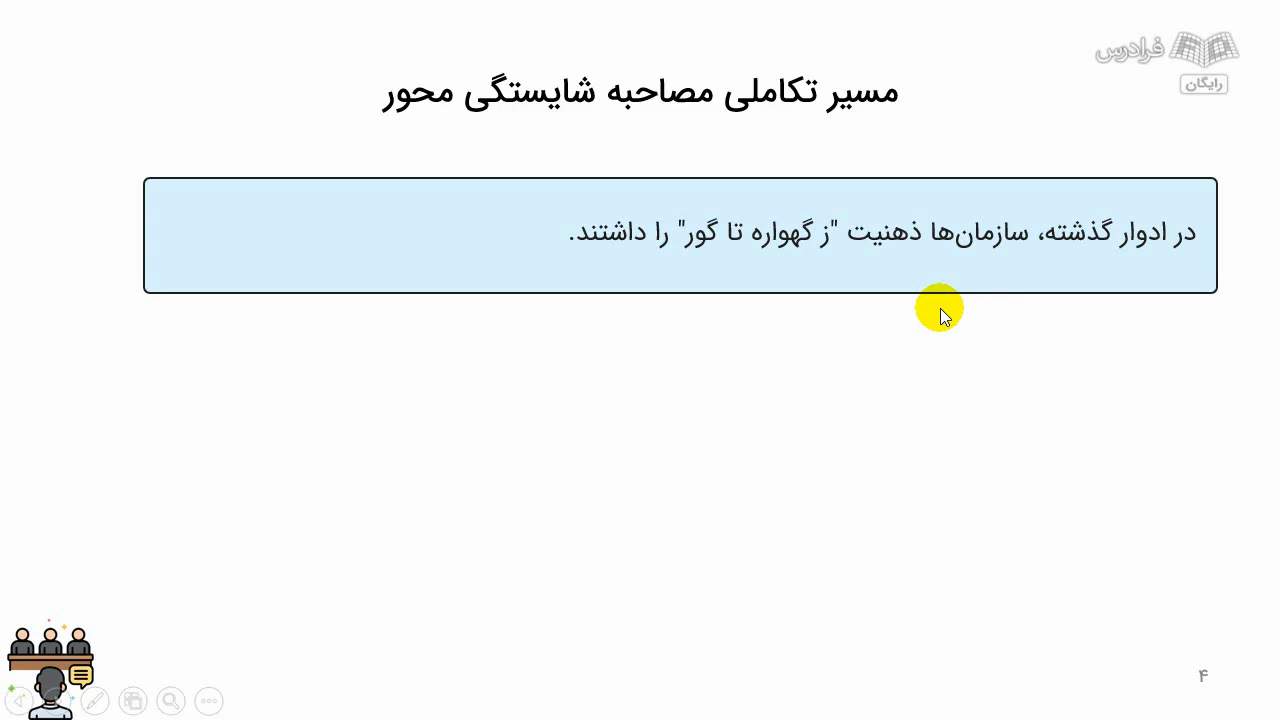 فرادرس
رایگان
مسیر تکاملی مصاحبه شایستگی محور
در ادوار گذشته، سازمان‌ها ذهنیت "ز گهواره تا گور" را داشتند.
۴